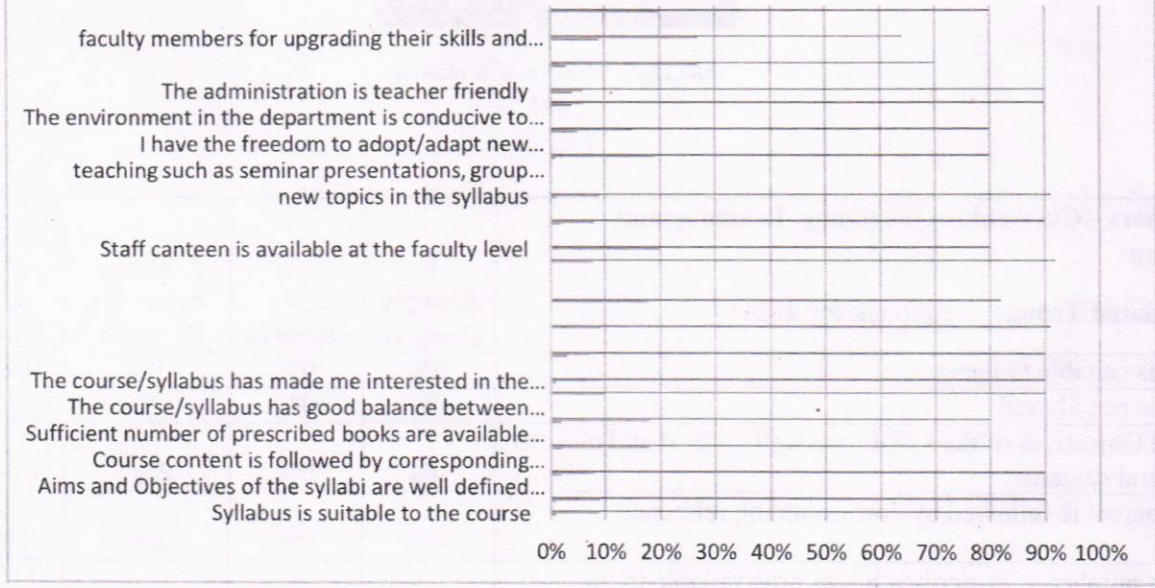 faculty members for upgrading their skills and...
The administration is teacher friendly
The environment in the department is conducive to...
I have the freedom to adopt/adapt new...
teaching such as seminar presentations, group...
new topics in the syllabus
Staff canteen is available at the faculty level
The course/syllabus has made me interested in the...
The course/syllabus has good balance between...
Sufficient number of prescribed books are available...
Course content is followed by corresponding...
Aims and Objectives of the syllabi are well defined...
Syllabus is suitable to the course
0% 10% 20% 30% 40% 50% 60% 70% 80% 90% 100%